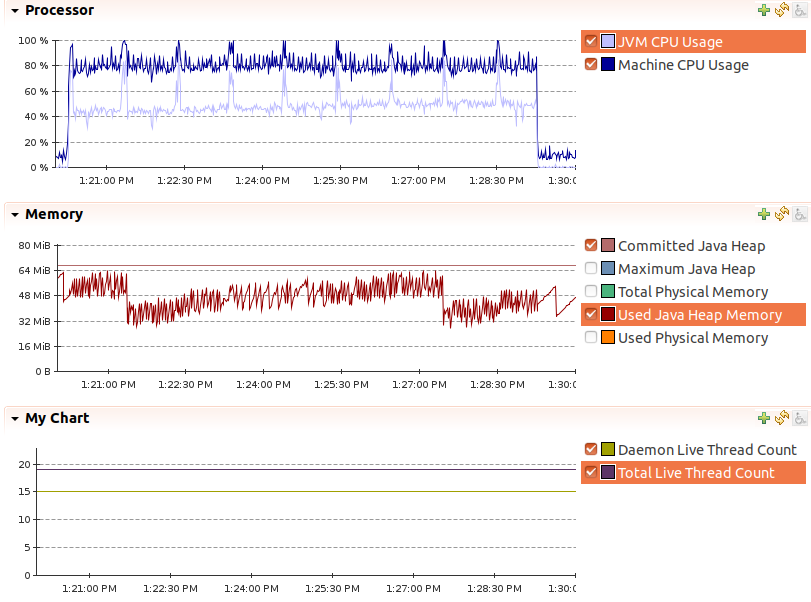 Processor
100 %
80 %
60 %
40 %
20 %
0 %
1:21:00 PM 1:22:30 PM 1:24:00 PM 1:25:30 PM 1:27:00 PM 1:28:30 PM 1:30:0
JVM CPU Usage
Machine CPU Usage
Memory
80 MiB
64 MiB
48 MiB
32 MiB
16 MiB
0 B
1:21:00 PM 1:22:30 PM 1:24:00 PM 1:25:30 PM 1:27:00 PM 1:28:30 PM 1:30:0
Committed Java Heap
Maximum Java Heap
Total Physical Memory
Used Java Heap Memory
Used Physical Memory
My Chart
20
15
10
5
0
1:21:00 PM 1:22:30 PM 1:24:00 PM 1:25:30 PM 1:27:00 PM 1:28:30 PM 1:30:0
Daemon Live Thread Count
Total Live Thread Count